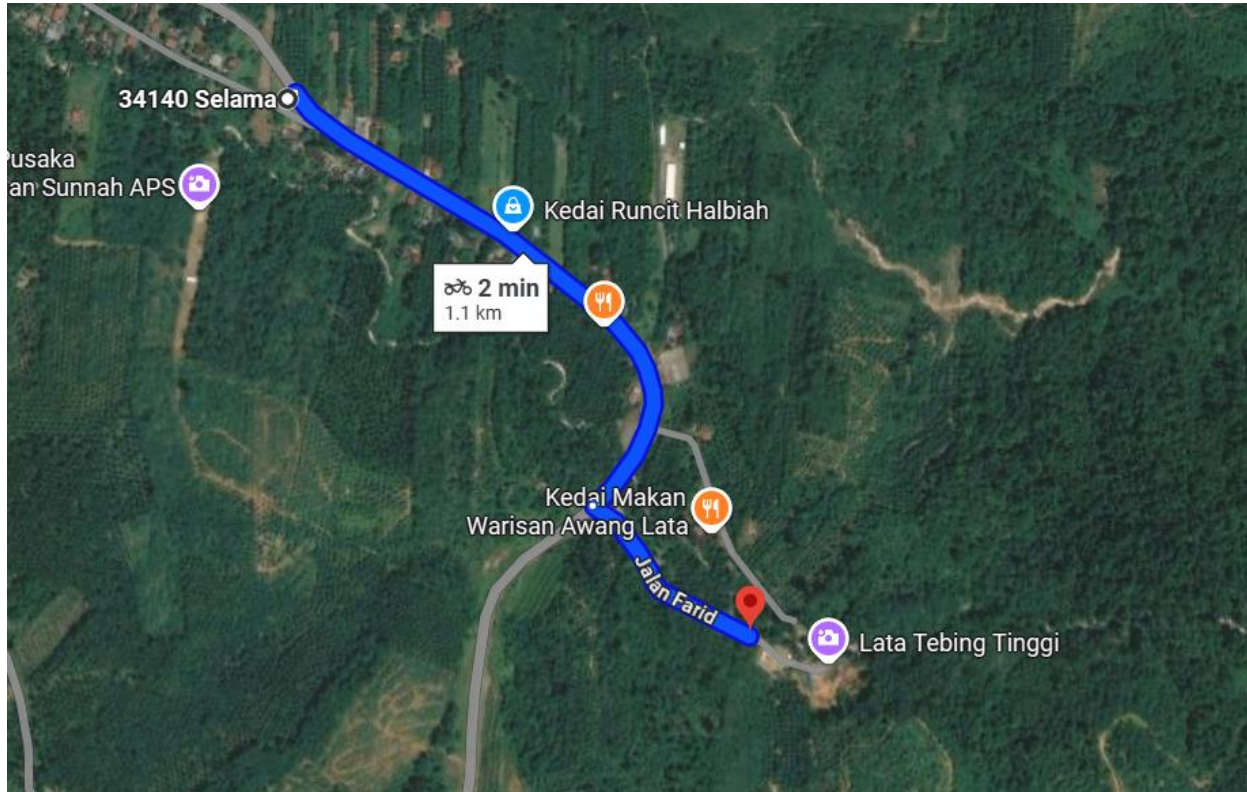 34140 Selama
Pusaka
an Sunnah APS
Kedai Runcit Halbiah
2 min
1.1 km
Kedai Makan
Warisan Awang Lata
Jalan Farid
Lata Tebing Tinggi